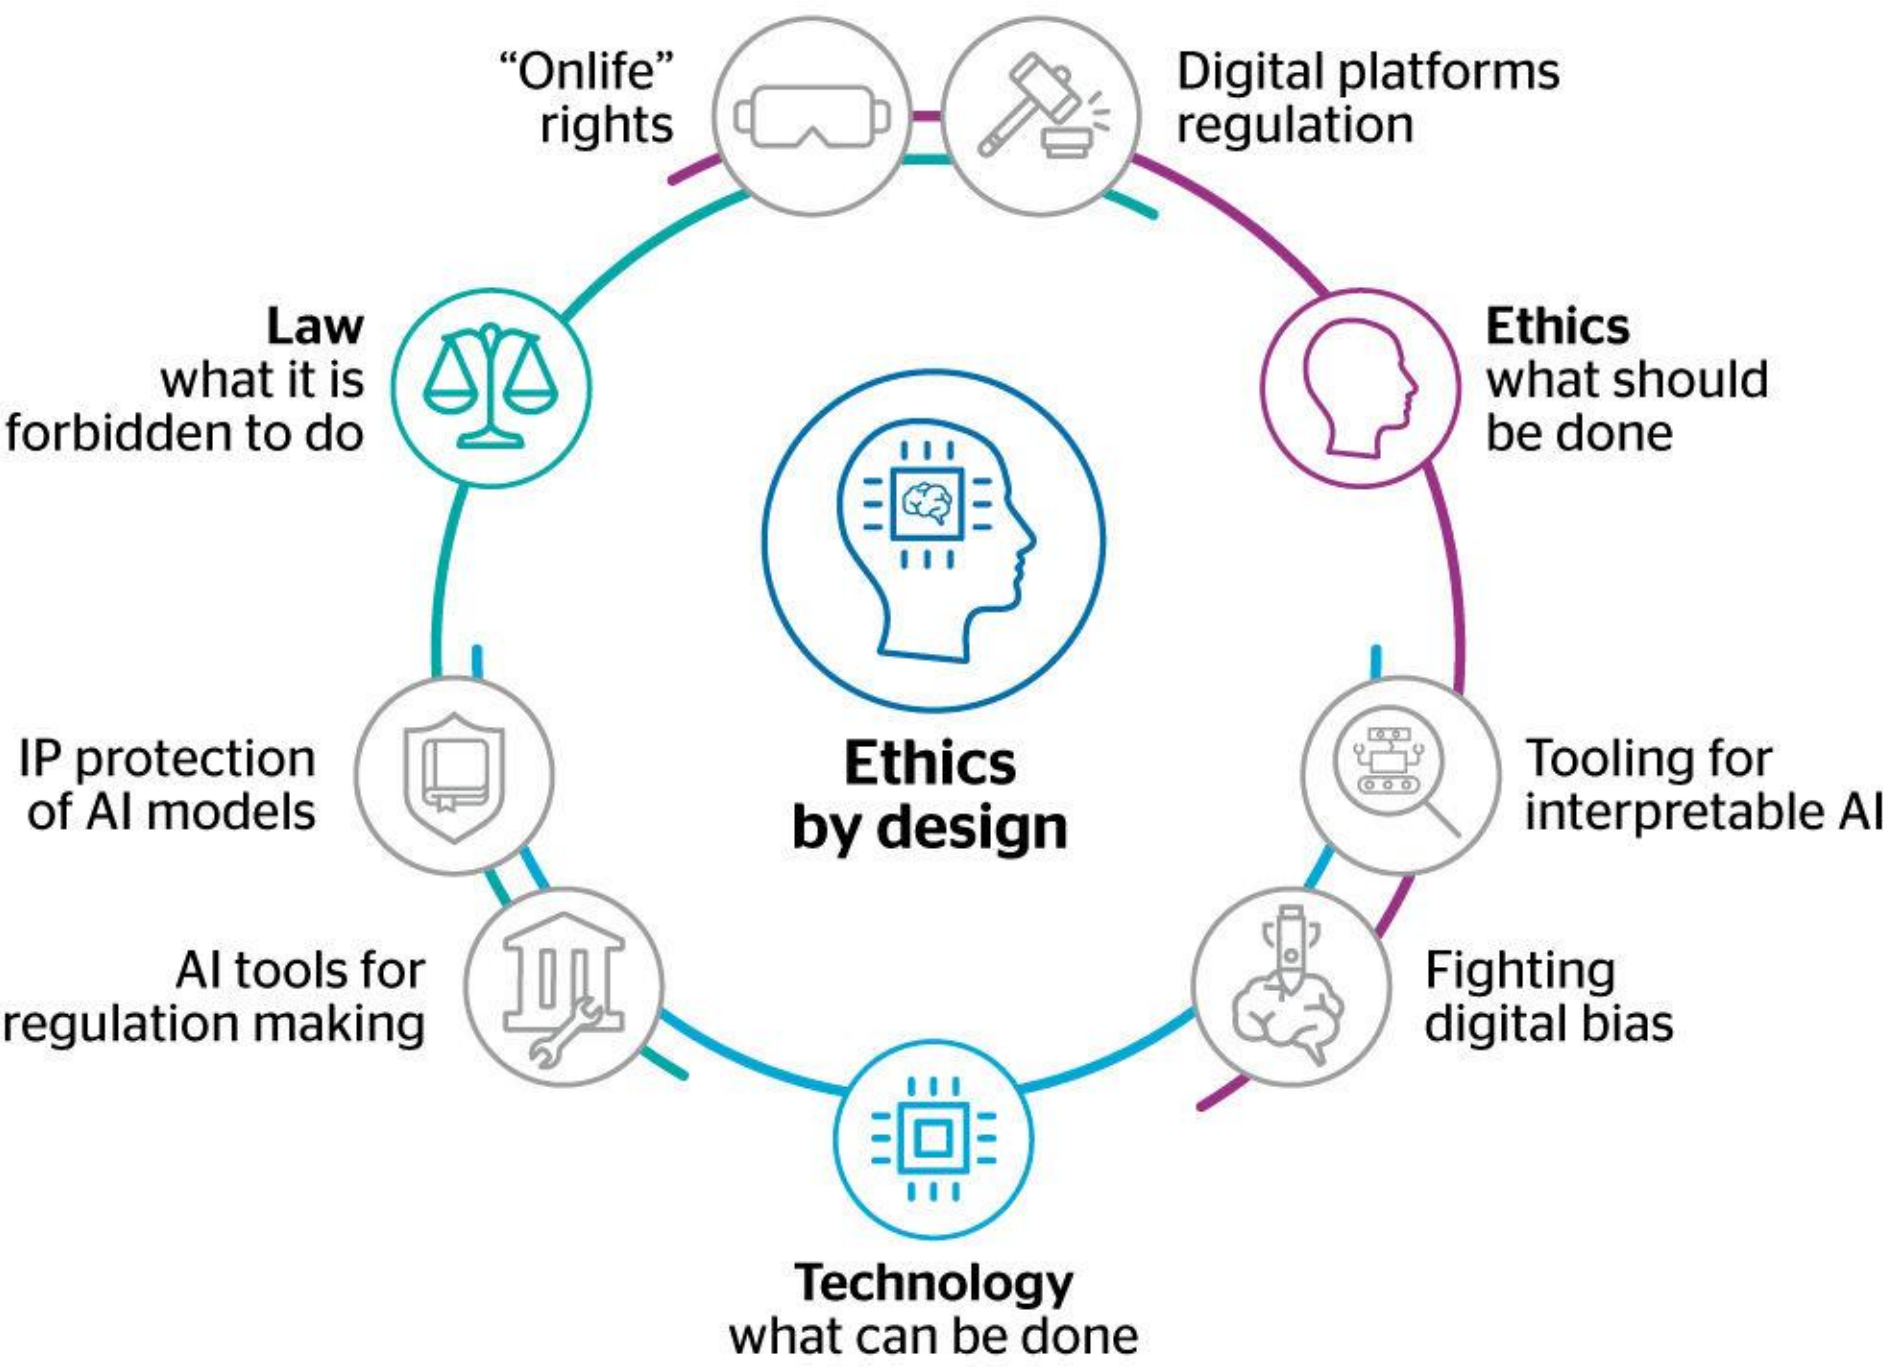 “Onlife”
rights
Digital platforms
regulation
Law
what it is
forbidden to do
Ethics
what should
be done
Ethics
by design
IP protection
of AI models
Tooling for
interpretable AI
AI tools for
regulation making
Fighting
digital bias
Technology
what can be done